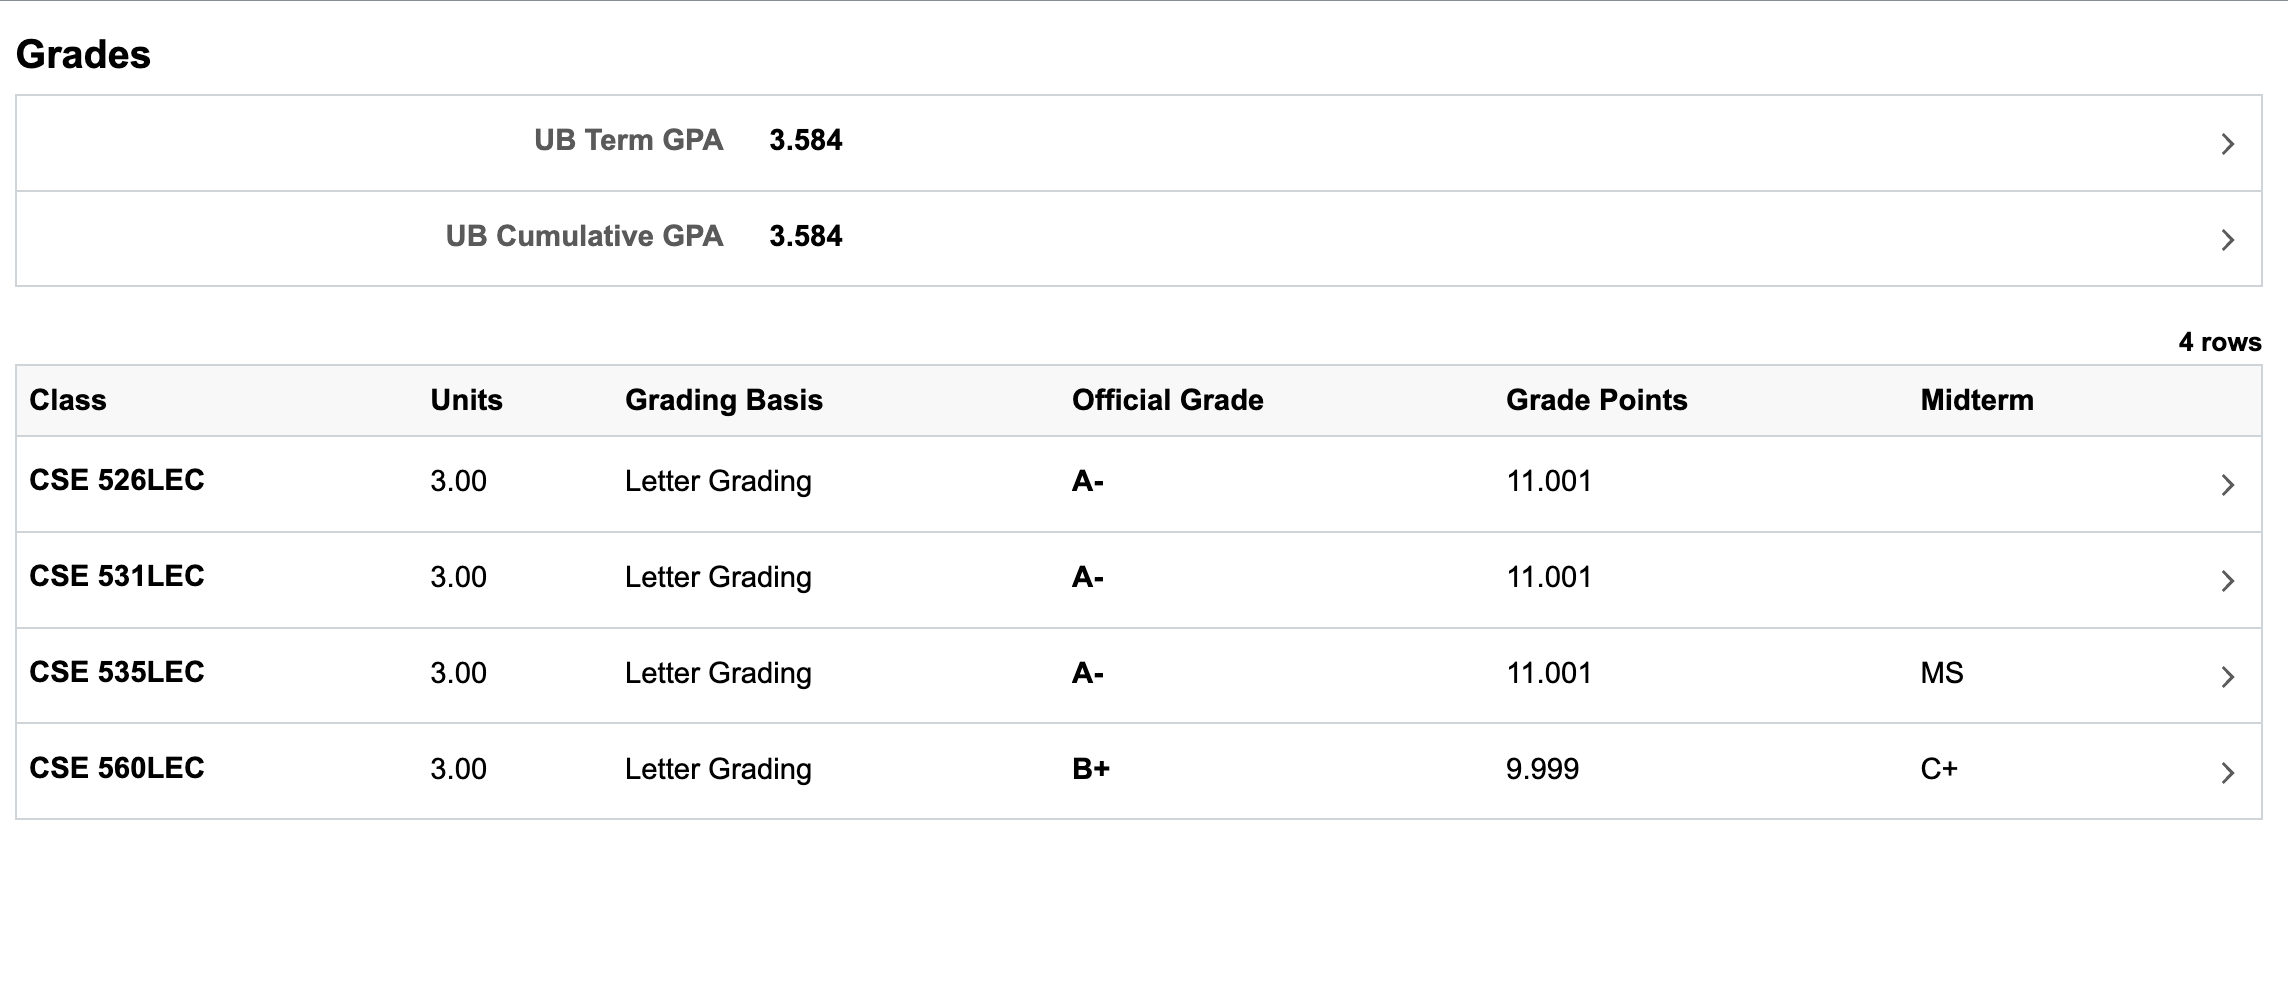 Grades
UB Term GPA 3.584
UB Cumulative GPA 3.584
4 rows
Class Units Grading Basis Official Grade Grade Points Midterm
CSE 526LEC 3.00 Letter Grading A- 11.001
CSE 531LEC 3.00 Letter Grading A- 11.001
CSE 535LEC 3.00 Letter Grading A- 11.001 MS
CSE 560LEC 3.00 Letter Grading B+ 9.999 C+